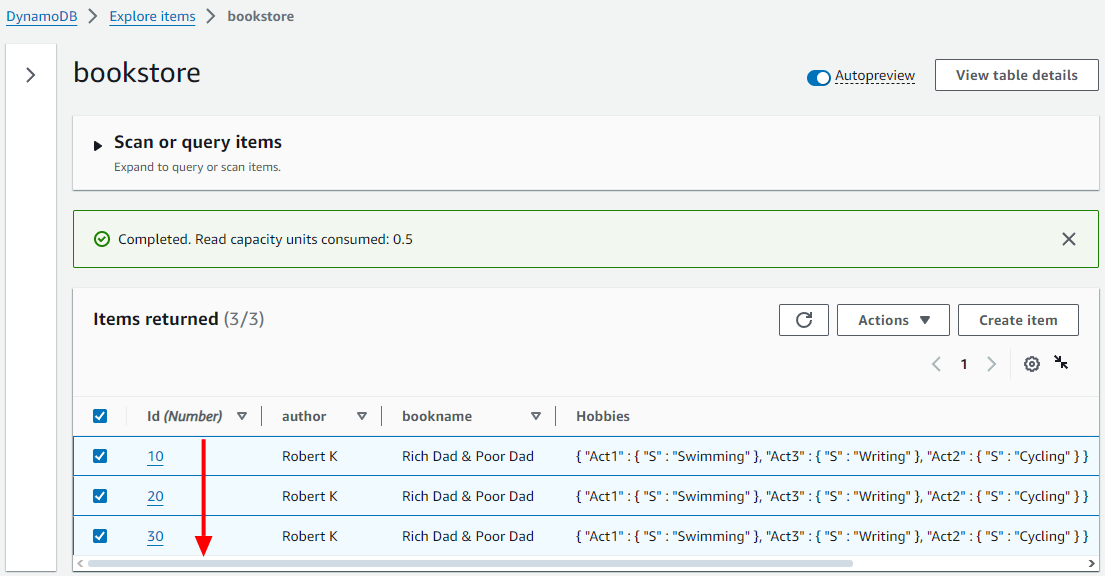 DynamoDB > Explore items > bookstore
bookstore
Autopreview
View table details
Scan or query items
Expand to query or scan items.
Completed. Read capacity units consumed: 0.5
Items returned (3/3)
Actions
Create item
1
Id (Number) author bookname Hobbies
10 Robert K Rich Dad & Poor Dad { "Act1" : { "S" : "Swimming" }, "Act3" : { "S" : "Writing" }, "Act2" : { "S" : "Cycling" } }
20 Robert K Rich Dad & Poor Dad { "Act1" : { "S" : "Swimming" }, "Act3" : { "S" : "Writing" }, "Act2" : { "S" : "Cycling" } }
30 Robert K Rich Dad & Poor Dad { "Act1" : { "S" : "Swimming" }, "Act3" : { "S" : "Writing" }, "Act2" : { "S" : "Cycling" } }